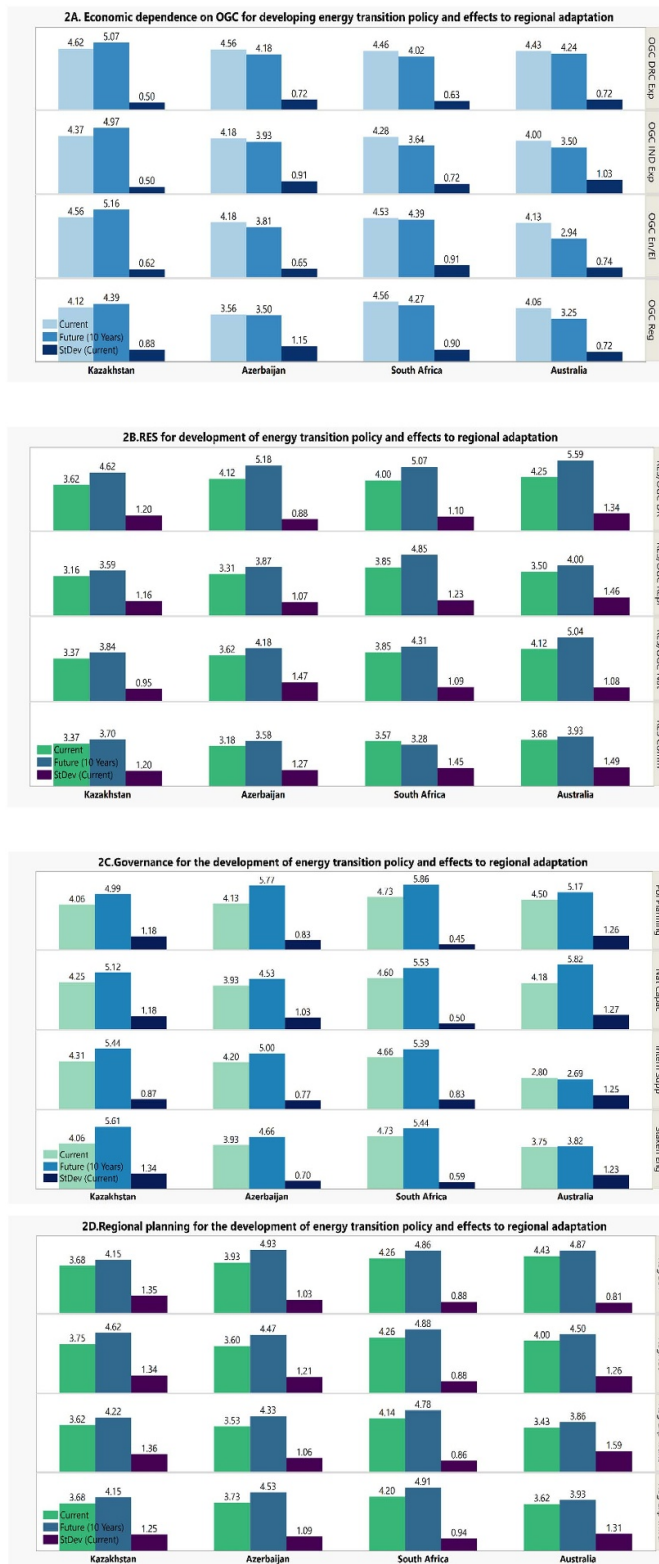 2A. Economic dependence on OGC for developing energy transition policy and effects to regional adaptation
4.62 5.07 0.50 4.56 4.18 0.72 4.46 4.02 0.63 4.43 4.24 0.72
OGC DRC Exp
4.37 4.97 0.50 4.18 3.93 0.91 4.28 3.64 0.72 4.00 3.50 1.03
OGC IND Exp
4.56 5.16 0.62 4.18 3.81 0.65 4.53 4.39 0.91 4.13 2.94 0.74
OGC En/El
4.12 4.39 0.88 3.56 3.50 1.15 4.56 4.27 0.90 4.06 3.25 0.72
OGC Reg
Current
Future (10 Years)
StDev (Current)
Kazakhstan Azerbaijan South Africa Australia
2B.RES for development of energy transition policy and effects to regional adaptation
3.62 4.62 1.20 4.12 5.18 0.88 4.00 5.07 1.10 4.25 5.59 1.34
3.16 3.59 1.16 3.31 3.87 1.07 3.85 4.85 1.23 3.50 4.00 1.46
3.37 3.84 0.95 3.62 4.18 1.47 3.85 4.31 1.09 4.12 5.04 1.08
3.37 3.70 1.20 3.18 3.58 1.27 3.57 3.28 1.45 3.68 3.93 1.49
Current
Future (10 Years)
StDev (Current)
Kazakhstan Azerbaijan South Africa Australia
2C.Governance for the development of energy transition policy and effects to regional adaptation
4.06 4.99 1.18 4.13 5.77 0.83 4.73 5.86 0.45 4.50 5.17 1.26
4.25 5.12 1.18 3.93 4.53 1.03 4.60 5.53 0.50 4.18 5.82 1.27
4.31 5.44 0.87 4.20 5.00 0.77 4.66 5.39 0.83 2.80 2.69 1.25
4.06 5.61 1.34 3.93 4.66 0.70 4.73 5.44 0.59 3.75 3.82 1.23
Current
Future (10 Years)
StDev (Current)
Kazakhstan Azerbaijan South Africa Australia
2D.Regional planning for the development of energy transition policy and effects to regional adaptation
3.68 4.15 1.35 3.93 4.93 1.03 4.26 4.86 0.88 4.43 4.87 0.81
3.75 4.62 1.34 3.60 4.47 1.21 4.26 4.88 0.88 4.00 4.50 1.26
3.62 4.22 1.36 3.53 4.33 1.06 4.14 4.78 0.86 3.43 3.86 1.59
3.68 4.15 1.25 3.73 4.53 1.09 4.20 4.91 0.94 3.62 3.93 1.31
Current
Future (10 Years)
StDev (Current)
Kazakhstan Azerbaijan South Africa Australia